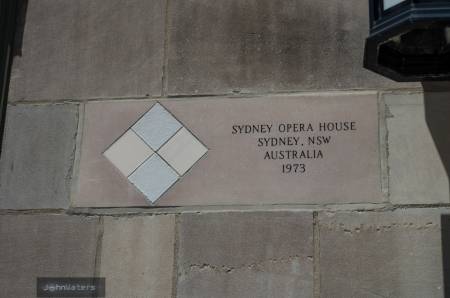 SYDNEY OPERA HOUSE
SYDNEY, NSW
AUSTRALIA
1973
JohnWaters